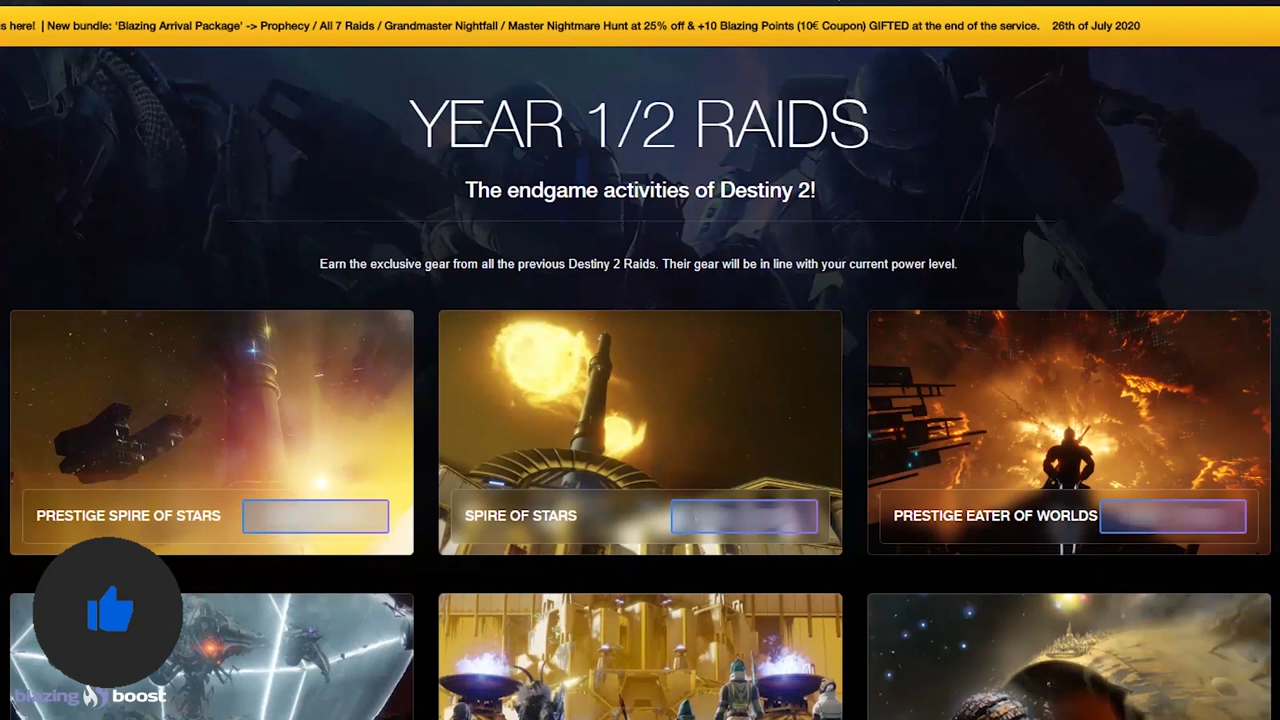 s here! | New bundle: 'Blazing Arrival Package' -> Prophecy / All 7 Raids / Grandmaster Nightfall / Master Nightmare Hunt at 25% off & +10 Blazing Points (10€ Coupon) GIFTED at the end of the service. 26th of July 2020
YEAR 1/2 RAIDS
The endgame activities of Destiny 2!
Earn the exclusive gear from all the previous Destiny 2 Raids. Their gear will be in line with your current power level.
PRESTIGE SPIRE OF STARS
SPIRE OF STARS
PRESTIGE EATER OF WORLDS
blazing boost